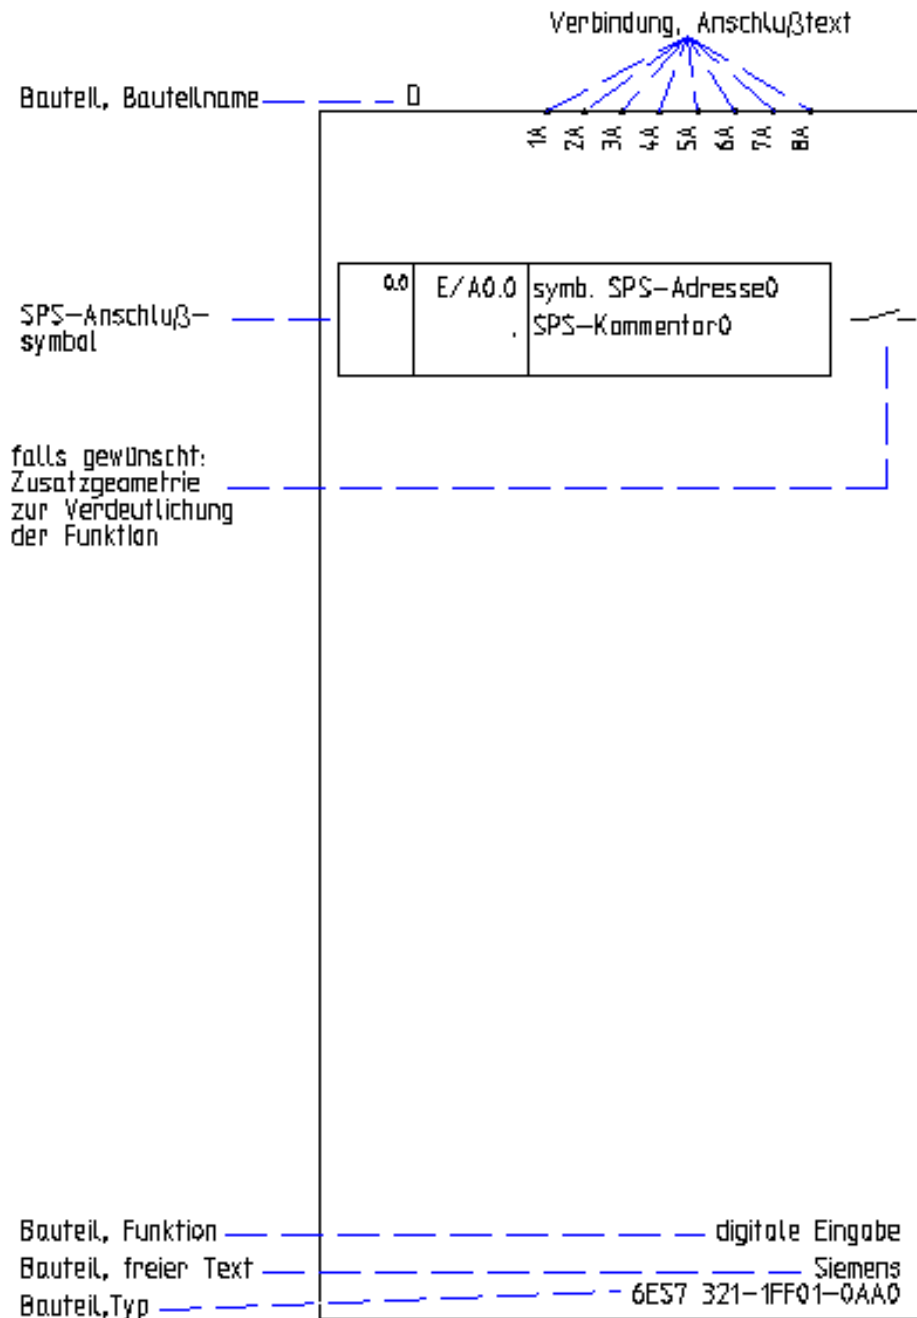 Verbindung, Anschlußtext
Bauteil, Bauteilname
D
1A 2A 3A 4A 5A 6A 7A 8A
0.0 E/A0.0 symb. SPS-Adresse0
. SPS-Kommentar0
SPS-Anschluß-
symbol
falls gewünscht:
Zusatzgeometrie
zur Verdeutlichung
der Funktion
Bauteil, Funktion digitale Eingabe
Bauteil, freier Text Siemens
Bauteil,Typ 6ES7 321-1FF01-0AA0